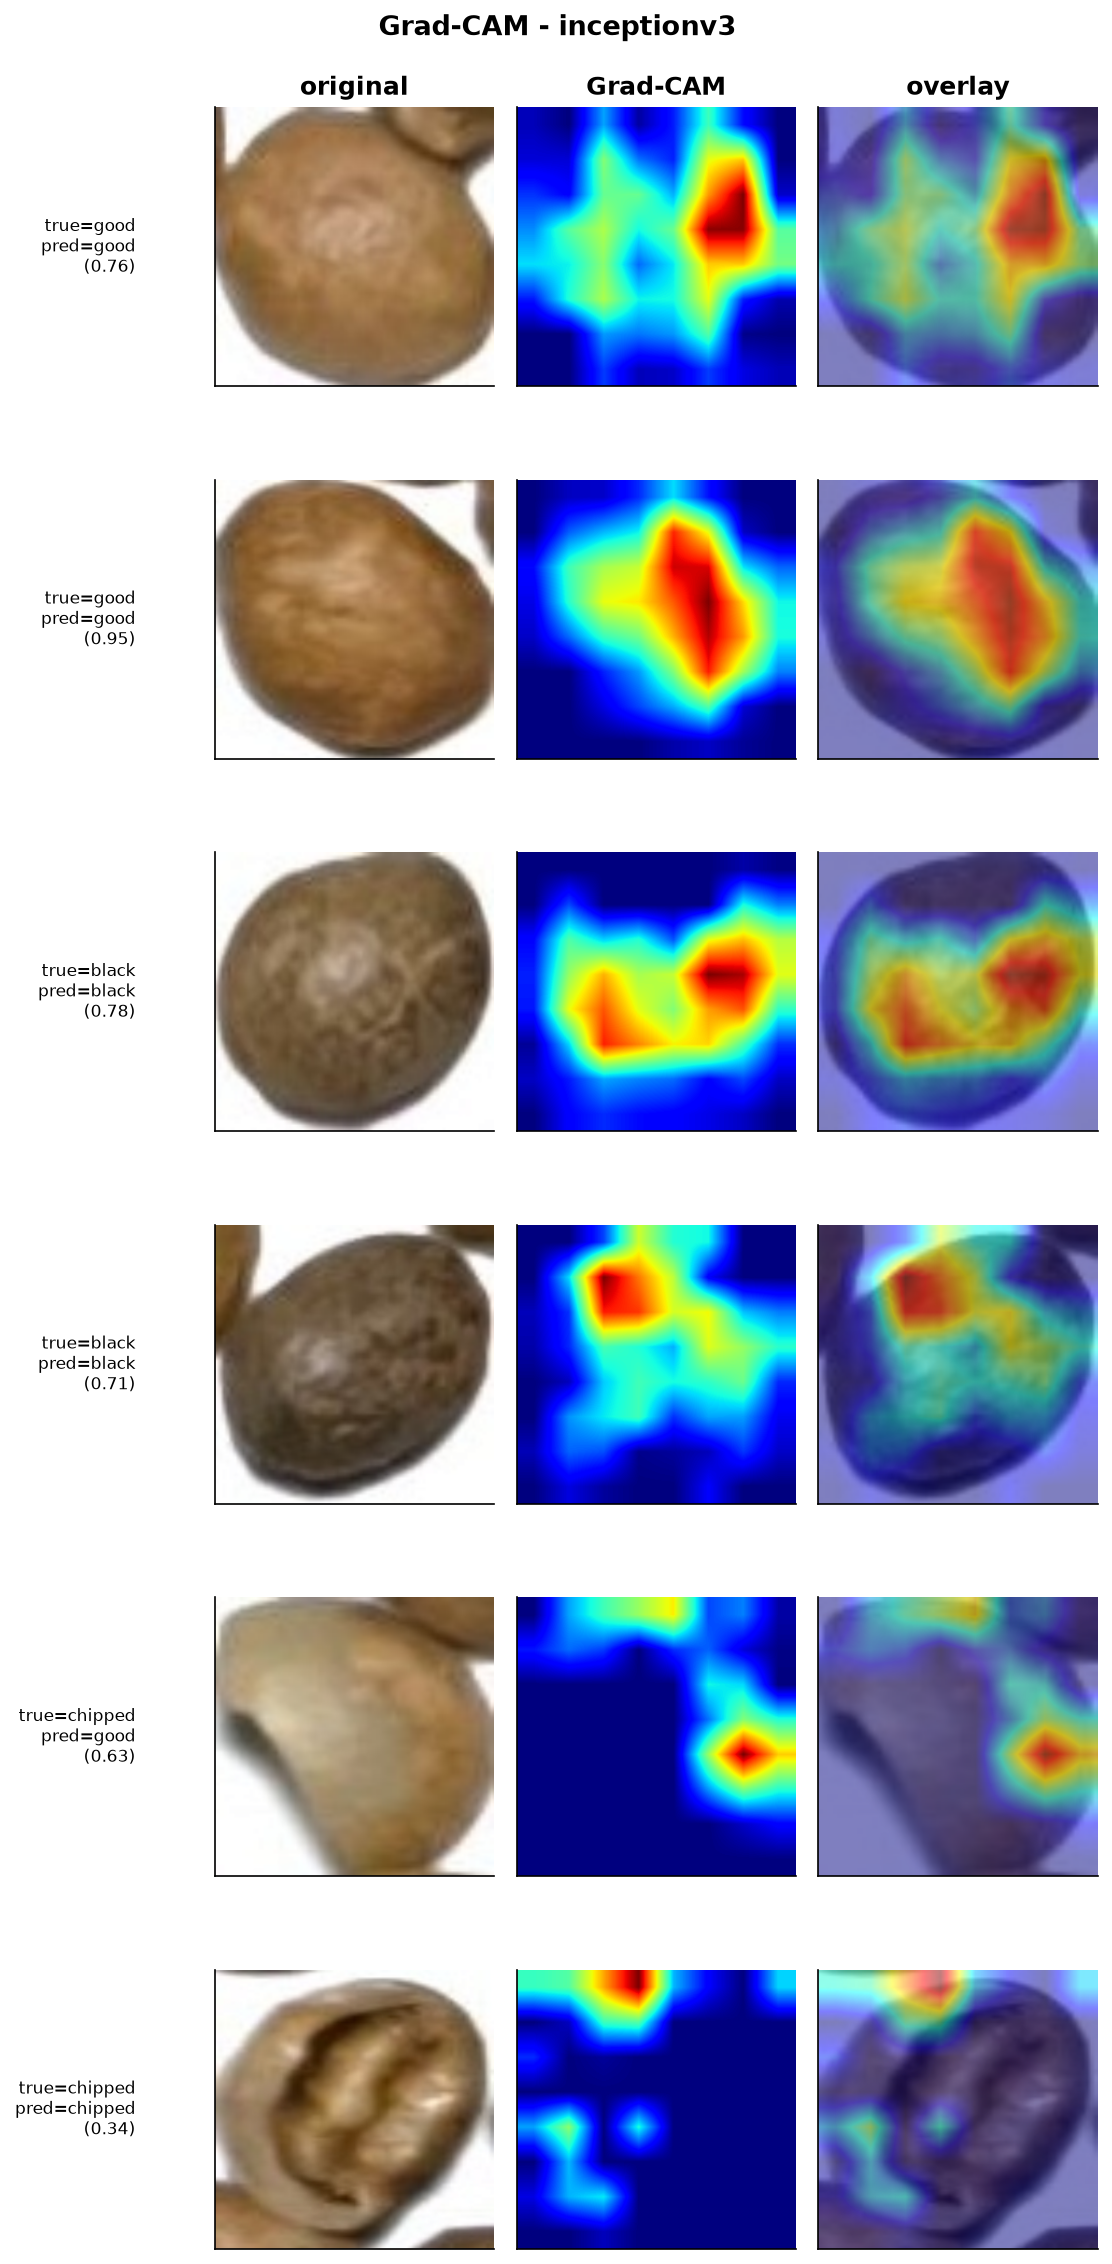 Grad-CAM - inceptionv3
original Grad-CAM overlay
true=good
pred=good
(0.76)
true=good
pred=good
(0.95)
true=black
pred=black
(0.78)
true=black
pred=black
(0.71)
true=chipped
pred=good
(0.63)
true=chipped
pred=chipped
(0.34)